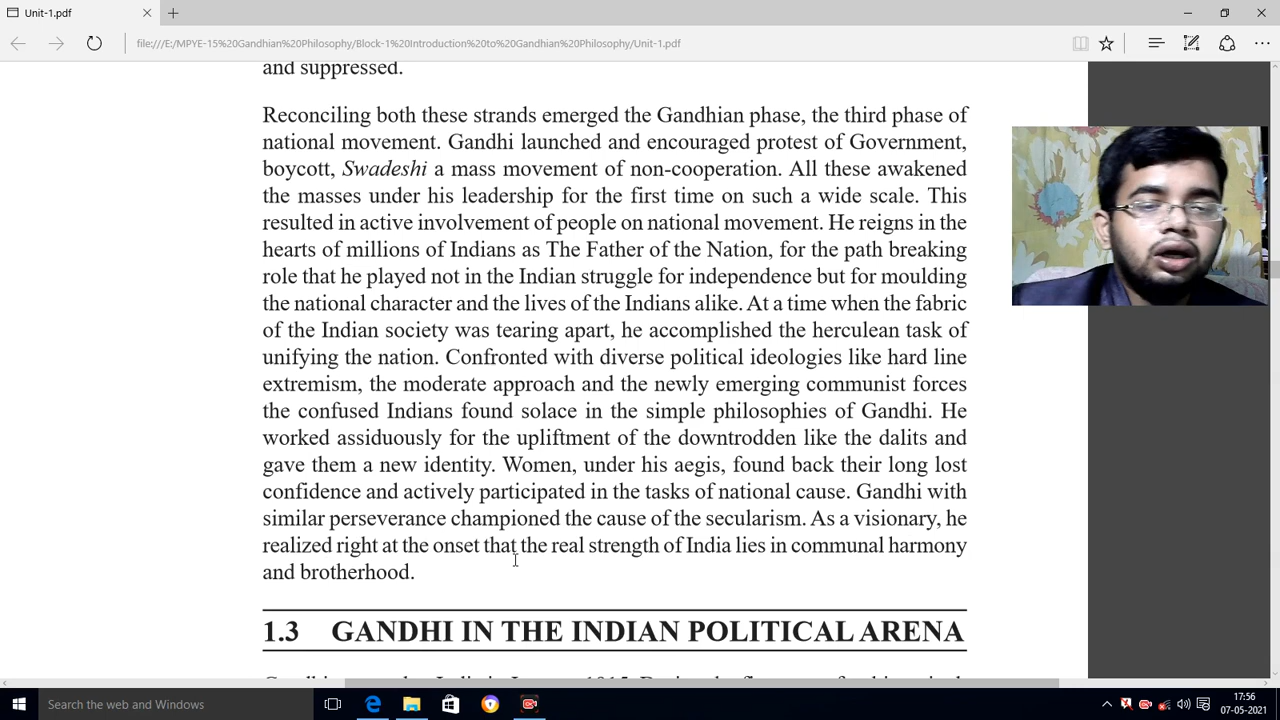 Unit-1.pdf
file:///E:/MPYE-15%20Gandhian%20Philosophy/Block-1%20Introduction%20to%20Gandhian%20Philosophy/Unit-1.pdf
and suppressed.
Reconciling both these strands emerged the Gandhian phase, the third phase of
national movement. Gandhi launched and encouraged protest of Government,
boycott, Swadeshi a mass movement of non-cooperation. All these awakened
the masses under his leadership for the first time on such a wide scale. This
resulted in active involvement of people on national movement. He reigns in the
hearts of millions of Indians as The Father of the Nation, for the path breaking
role that he played not in the Indian struggle for independence but for moulding
the national character and the lives of the Indians alike. At a time when the fabric
of the Indian society was tearing apart, he accomplished the herculean task of
unifying the nation. Confronted with diverse political ideologies like hard line
extremism, the moderate approach and the newly emerging communist forces
the confused Indians found solace in the simple philosophies of Gandhi. He
worked assiduously for the upliftment of the downtrodden like the dalits and
gave them a new identity. Women, under his aegis, found back their long lost
confidence and actively participated in the tasks of national cause. Gandhi with
similar perseverance championed the cause of the secularism. As a visionary, he
realized right at the onset that the real strength of India lies in communal harmony
and brotherhood.
1.3 GANDHI IN THE INDIAN POLITICAL ARENA
Search the web and Windows
17:56
07-05-2021